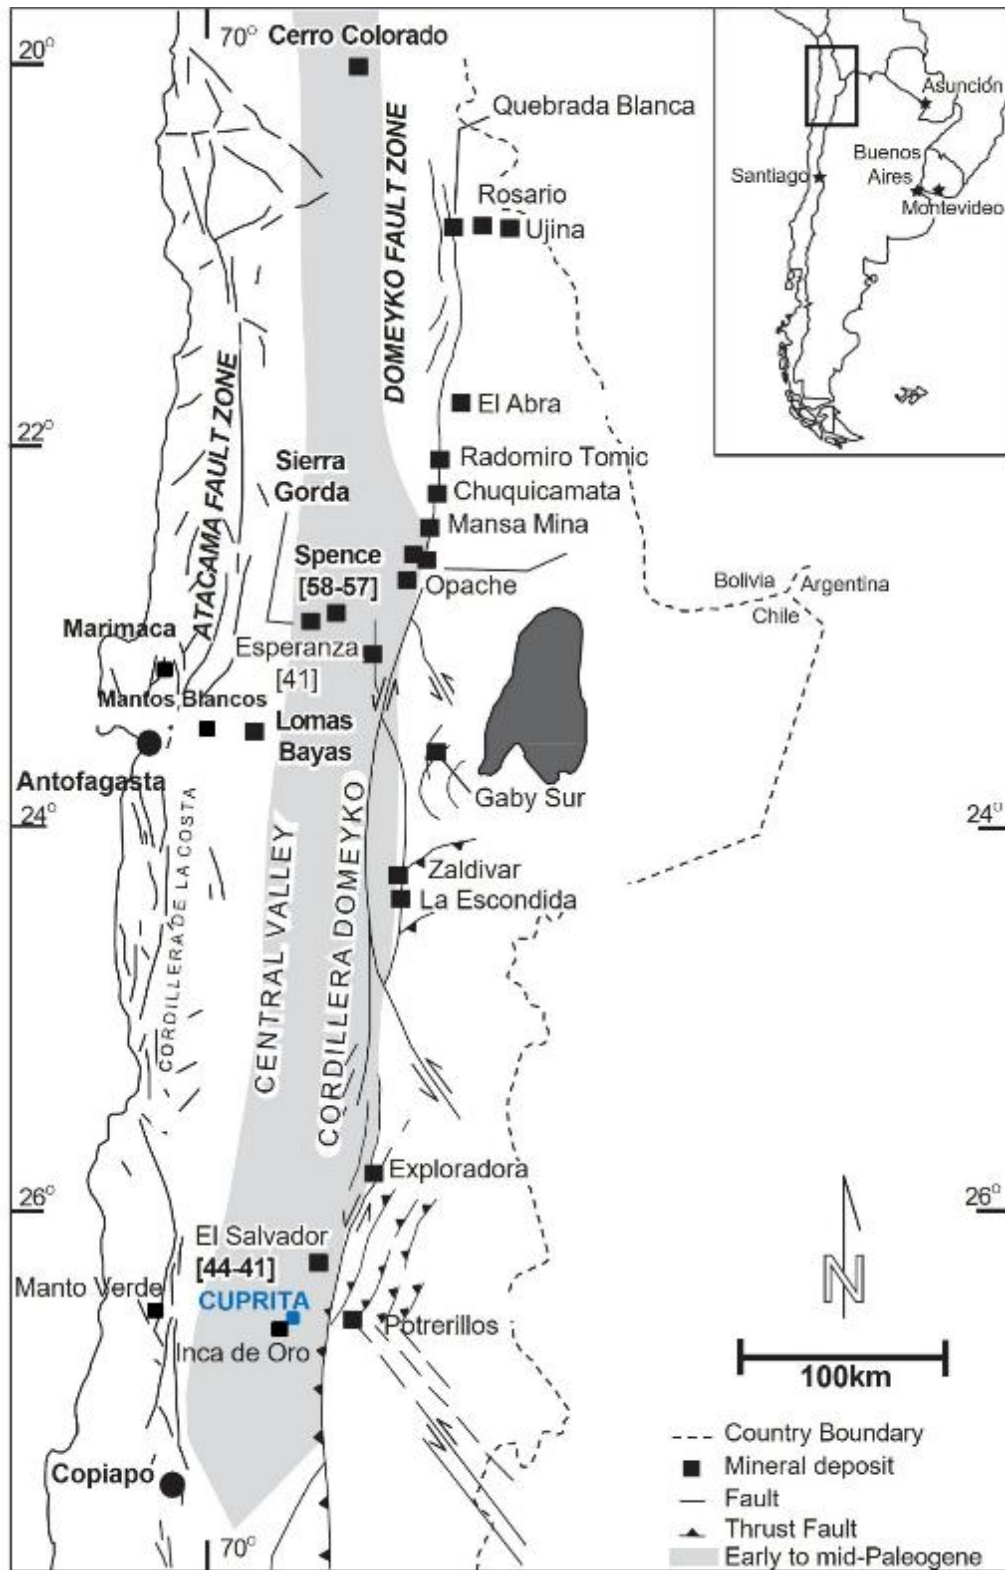 70°
20°
Cerro Colorado
Quebrada Blanca
Rosario
Ujina
DOMEYKO FAULT ZONE
Asunción
Buenos
Aires
Santiago
Montevideo
El Abra
22°
Radomiro Tomic
Chuquicamata
Mansa Mina
Sierra
Gorda
ATACAMA FAULT ZONE
Spence
[58-57]
Opache
Bolivia
Argentina
Chile
Marimaca
Esperanza
[41]
Mantos Blancos
Lomas
Bayas
Antofagasta
Gaby Sur
24°
24°
CORDILLERA DE LA COSTA
CENTRAL VALLEY
CORDILLERA DOMEYKO
Zaldivar
La Escondida
Exploradora
26°
26°
El Salvador
[44-41]
Manto Verde
CUPRITA
Potrerillos
Inca de Oro
N
100km
Copiapó
Country Boundary
Mineral deposit
Fault
Thrust Fault
Early to mid-Paleogene
70°